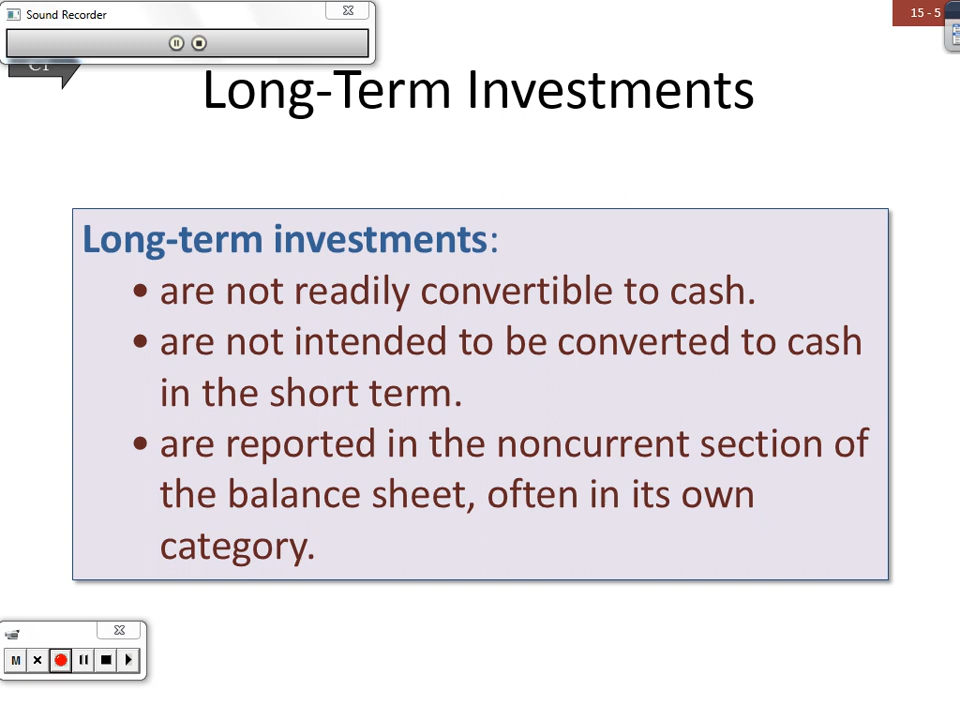 Sound Recorder
15 - 5
C1
Long-Term Investments
Long-term investments:
• are not readily convertible to cash.
• are not intended to be converted to cash
in the short term.
• are reported in the noncurrent section of
the balance sheet, often in its own
category.
M